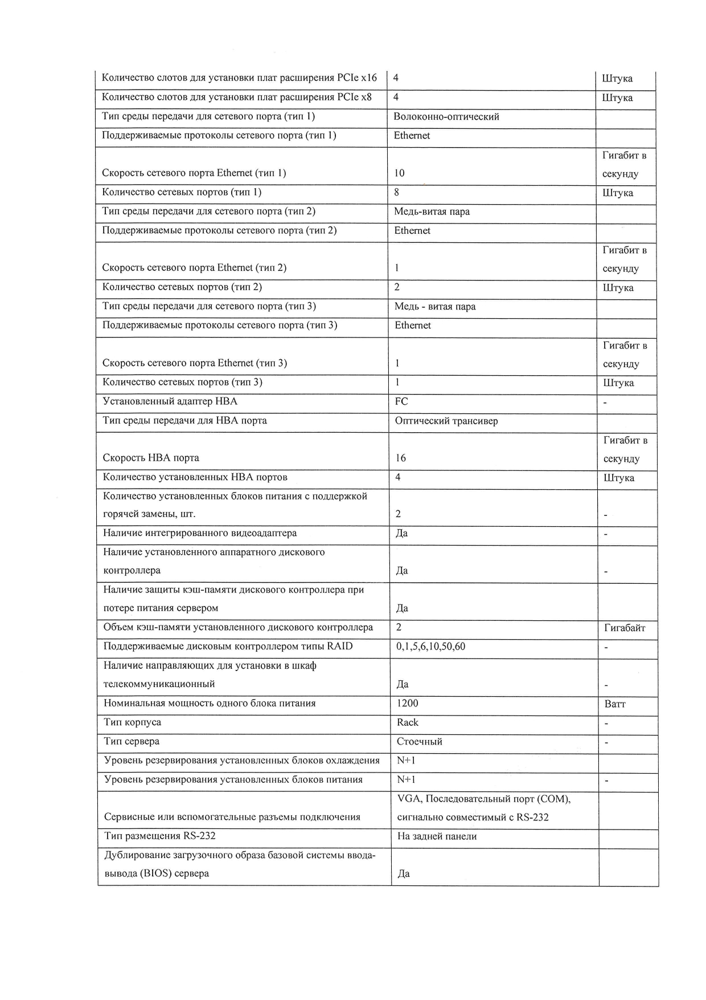 Количество слотов для установки плат расширения PCIe x16 4 Штука
Количество слотов для установки плат расширения PCIe x8 4 Штука
Тип среды передачи для сетевого порта (тип 1) Волоконно-оптический
Поддерживаемые протоколы сетевого порта (тип 1) Ethernet
Гигабит в
Скорость сетевого порта Ethernet (тип 1) 10 секунду
Количество сетевых портов (тип 1) 8 Штука
Тип среды передачи для сетевого порта (тип 2) Медь-витая пара
Поддерживаемые протоколы сетевого порта (тип 2) Ethernet
Гигабит в
Скорость сетевого порта Ethernet (тип 2) 1 секунду
Количество сетевых портов (тип 2) 2 Штука
Тип среды передачи для сетевого порта (тип 3) Медь - витая пара
Поддерживаемые протоколы сетевого порта (тип 3) Ethernet
Гигабит в
Скорость сетевого порта Ethernet (тип 3) 1 секунду
Количество сетевых портов (тип 3) 1 Штука
Установленный адаптер HBA FC -
Тип среды передачи для HBA порта Оптический трансивер
Гигабит в
Скорость HBA порта 16 секунду
Количество установленных HBA портов 4 Штука
Количество установленных блоков питания с поддержкой
горячей замены, шт. 2 -
Наличие интегрированного видеоадаптера Да -
Наличие установленного аппаратного дискового
контроллера Да -
Наличие защиты кэш-памяти дискового контроллера при
потере питания сервером Да
Объем кэш-памяти установленного дискового контроллера 2 Гигабайт
Поддерживаемые дисковым контроллером типы RAID 0,1,5,6,10,50,60 -
Наличие направляющих для установки в шкаф
телекоммуникационный Да -
Номинальная мощность одного блока питания 1200 Ватт
Тип корпуса Rack -
Тип сервера Стоечный -
Уровень резервирования установленных блоков охлаждения N+1
Уровень резервирования установленных блоков питания N+1 -
VGA, Последовательный порт (COM),
Сервисные или вспомогательные разъемы подключения сигнально совместимый с RS-232
Тип размещения RS-232 На задней панели
Дублирование загрузочного образа базовой системы ввода-
вывода (BIOS) сервера Да